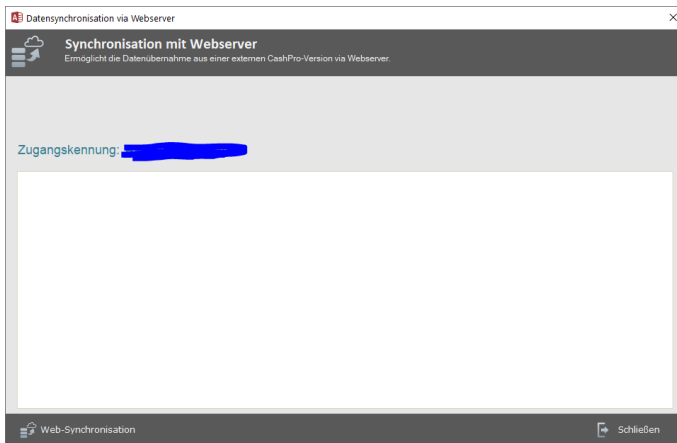 Datensynchronisation via Webserver
Synchronisation mit Webserver
Ermöglicht die Datenübernahme aus einer externen CashPro-Version via Webserver.
Zugangskennung:
Web-Synchronisation
Schließen